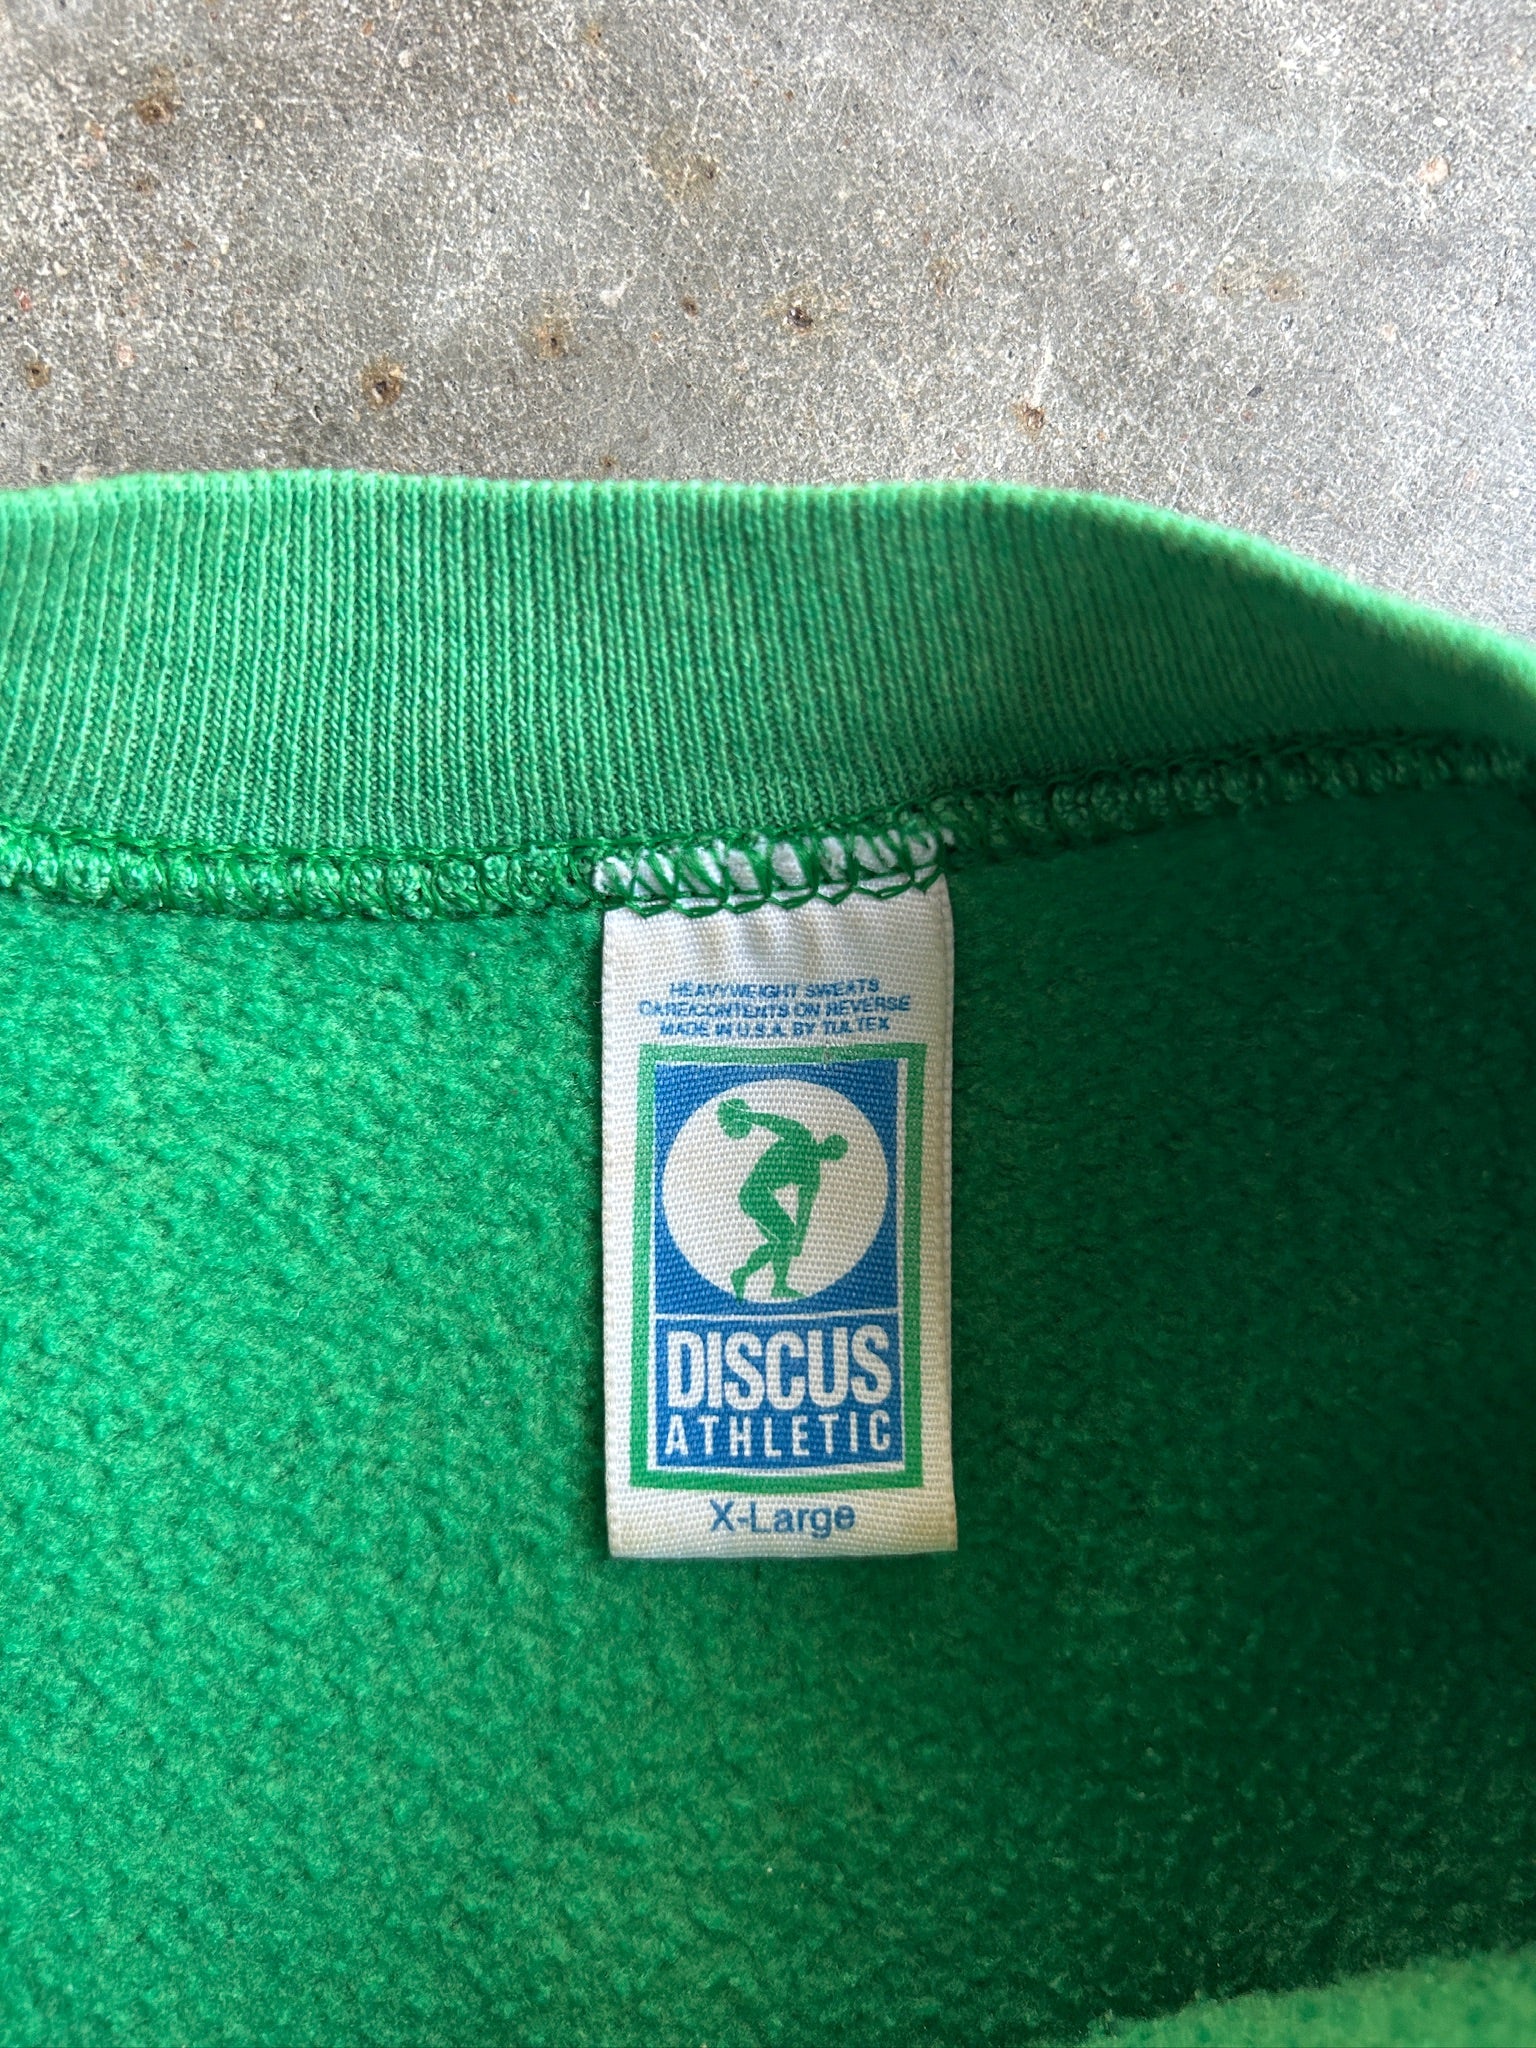 HEAVYWEIGHT SWEATS
CARE/CONTENTS ON REVERSE
MADE IN U.S.A. BY TULTEX
DISCUS
ATHLETIC
X-Large